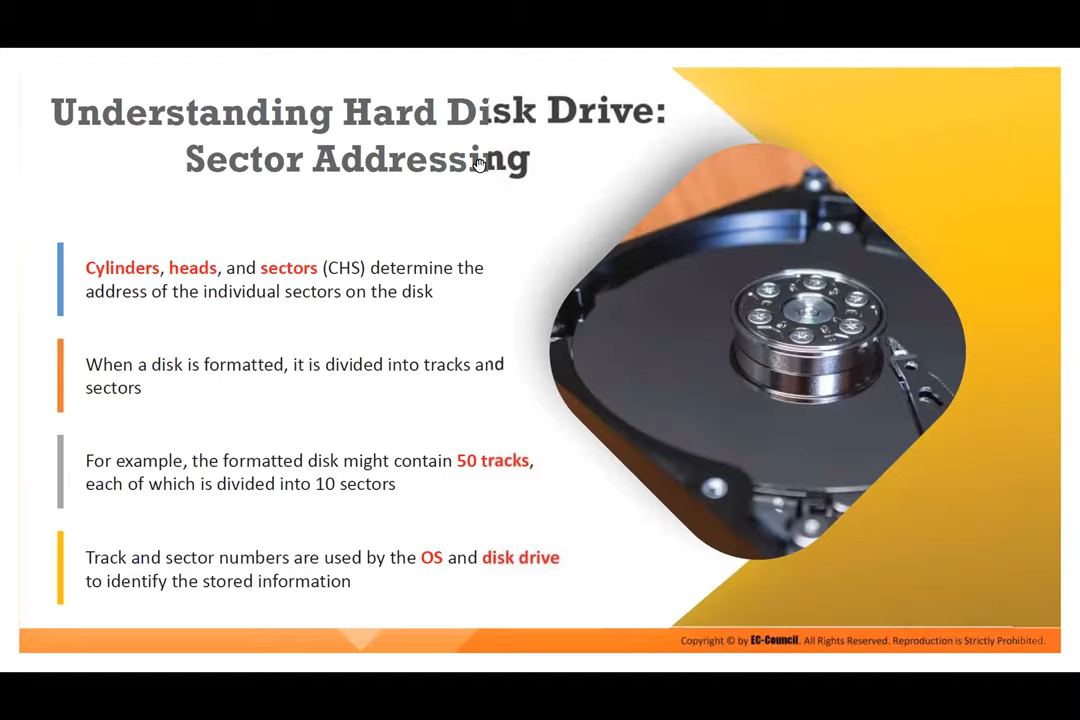 Understanding Hard Disk Drive:
Sector Addressing
Cylinders, heads, and sectors (CHS) determine the
address of the individual sectors on the disk
When a disk is formatted, it is divided into tracks and
sectors
For example, the formatted disk might contain 50 tracks,
each of which is divided into 10 sectors
Track and sector numbers are used by the OS and disk drive
to identify the stored information
Copyright © by EC-Council. All Rights Reserved. Reproduction is Strictly Prohibited.